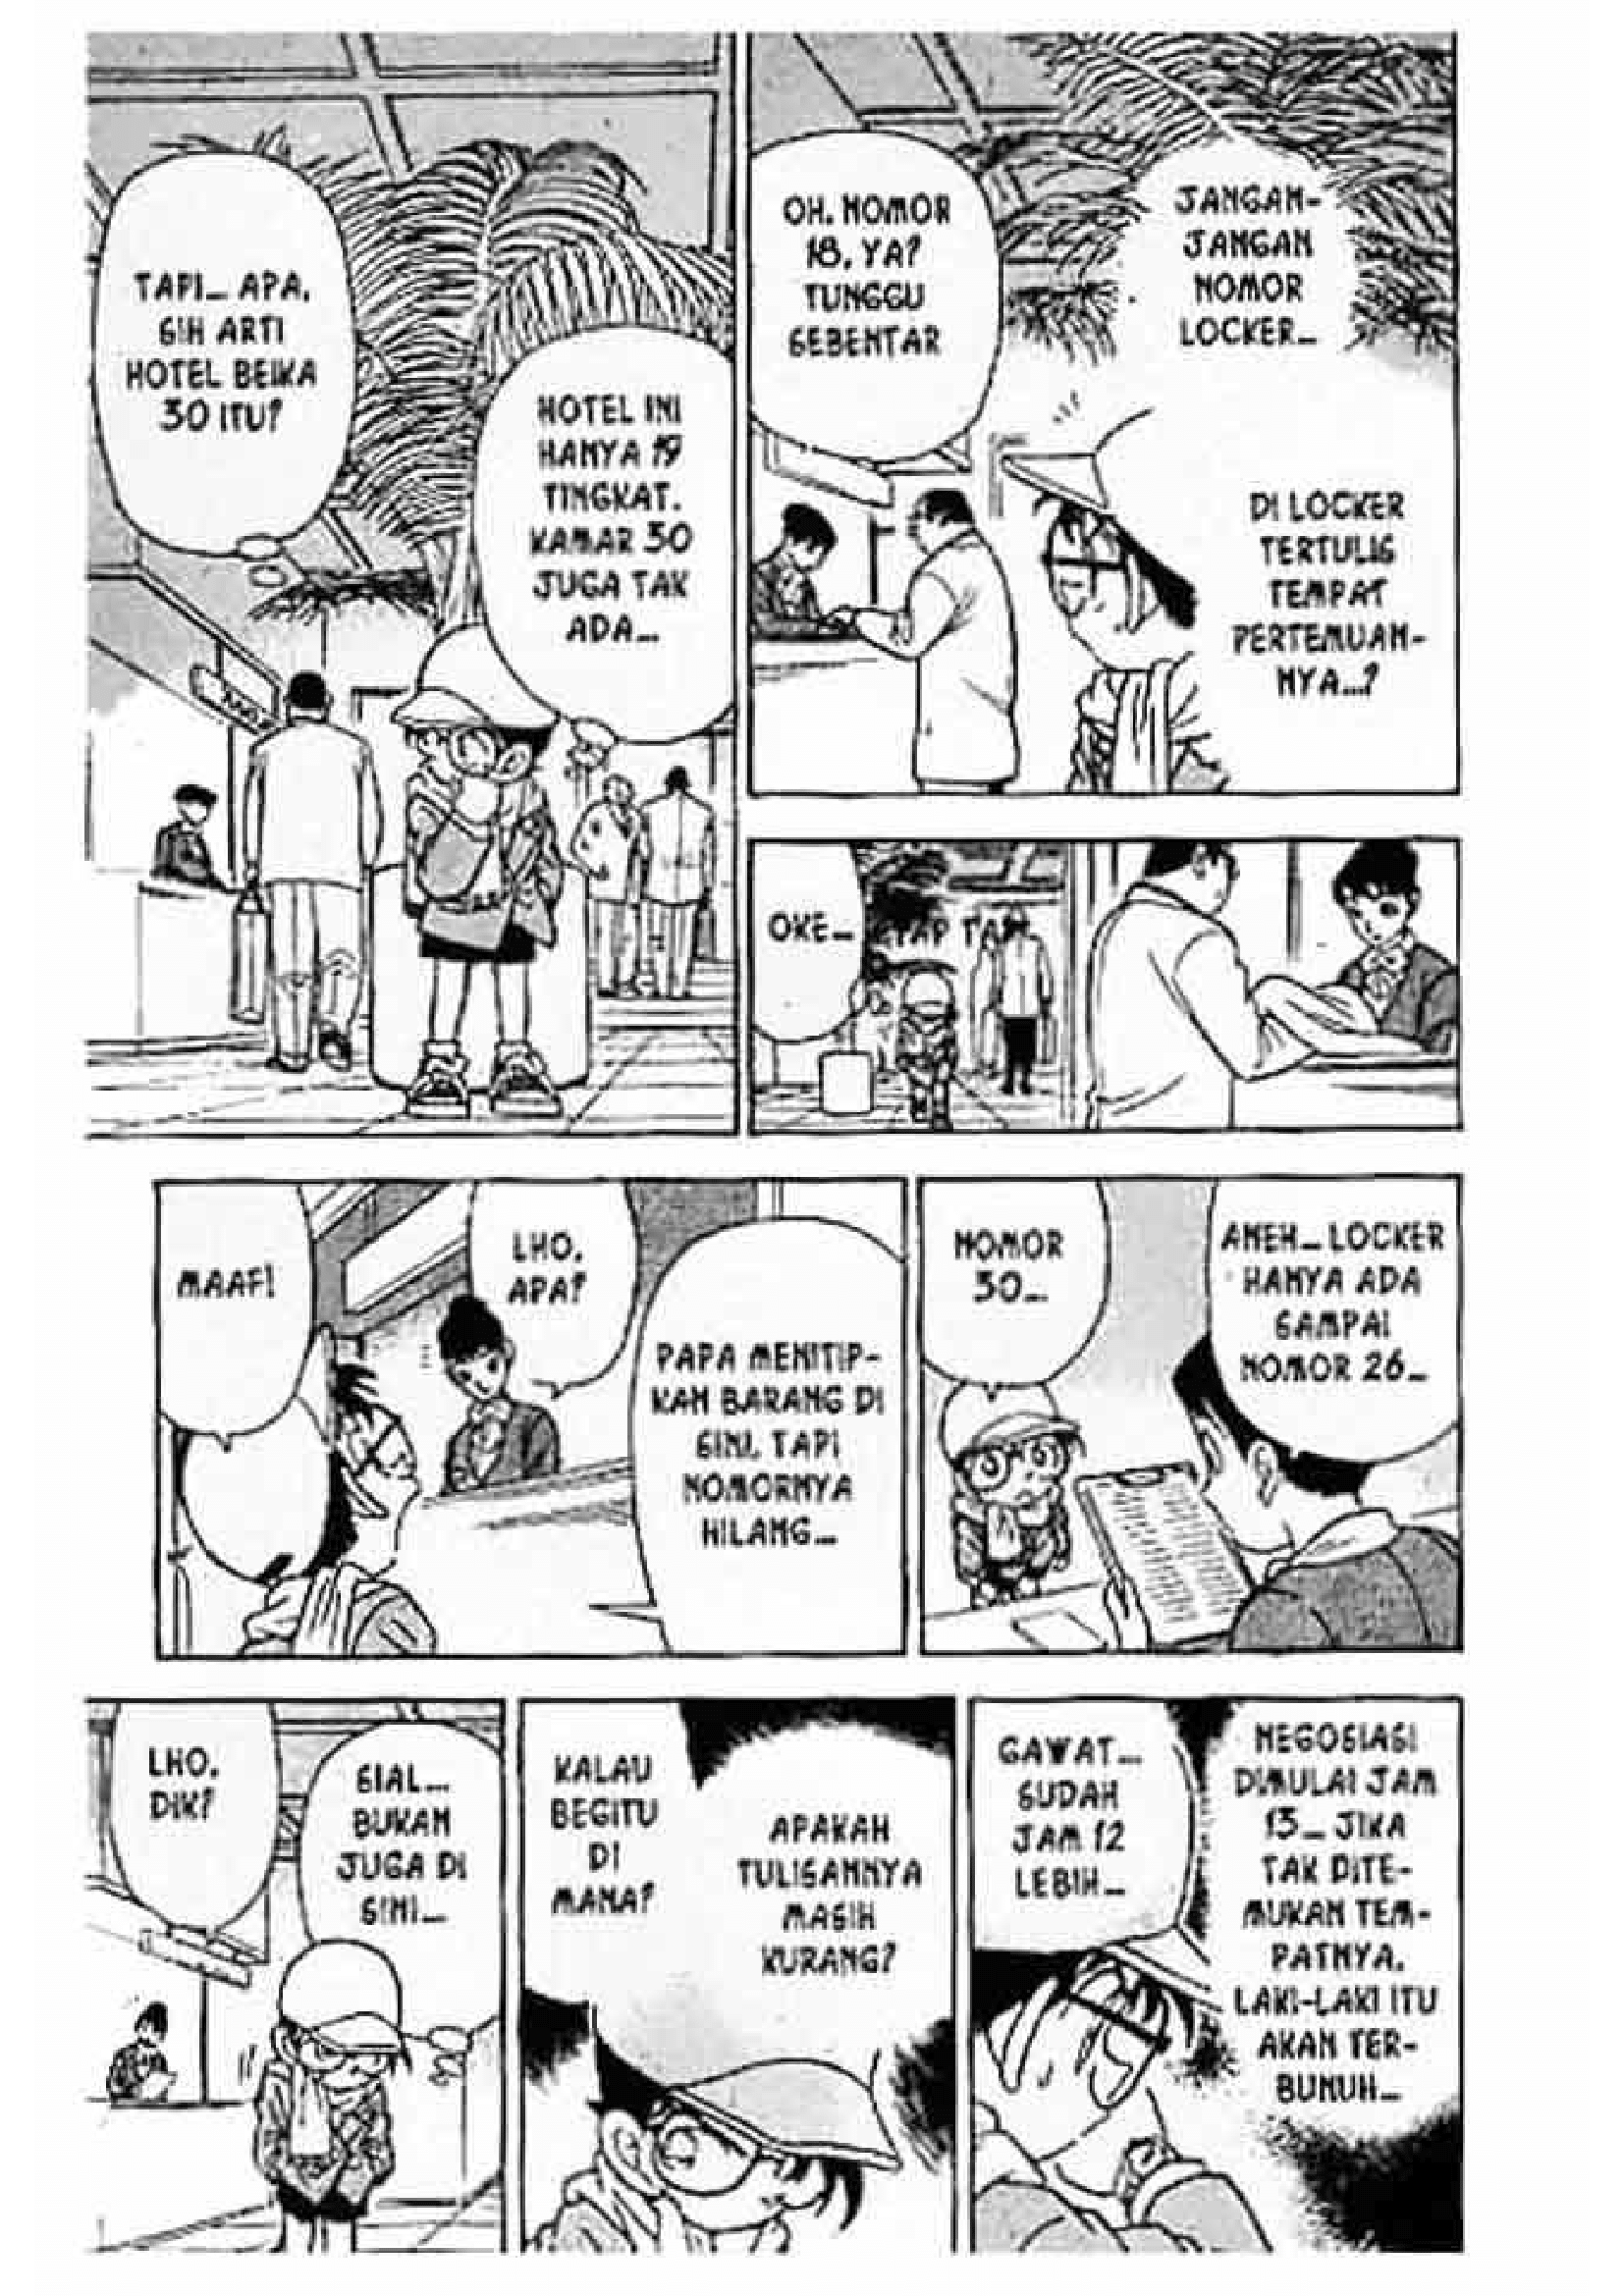 TAPI... APA,
SIH ARTI
HOTEL BEIKA
30 ITU?
HOTEL INI
HANYA 19
TINGKAT.
KAMAR 30
JUGA TAK
ADA...
OH, NOMOR
18, YA?
TUNGGU
SEBENTAR
JANGAN-
JANGAN
NOMOR
LOCKER...
DI LOCKER
TERTULIS
TEMPAT
PERTEMUAN-
NYA...?
OKE...
TAP TAP
MAAF!
LHO,
APA?
PAPA MENITIP-
KAN BARANG DI
SINI, TAPI
NOMORNYA
HILANG...
NOMOR
30...
ANEH... LOCKER
HANYA ADA
SAMPAI
NOMOR 26...
LHO,
DIK?
SIAL...
BUKAN
JUGA DI
SINI...
KALAU
BEGITU
DI
MANA?
APAKAH
TULISANNYA
MASIH
KURANG?
GAWAT...
SUDAH
JAM 12
LEBIH...
NEGOSIASI
DIMULAI JAM
13... JIKA
TAK DITE-
MUKAN TEM-
PATNYA,
LAKI-LAKI ITU
AKAN TER-
BUNUH...